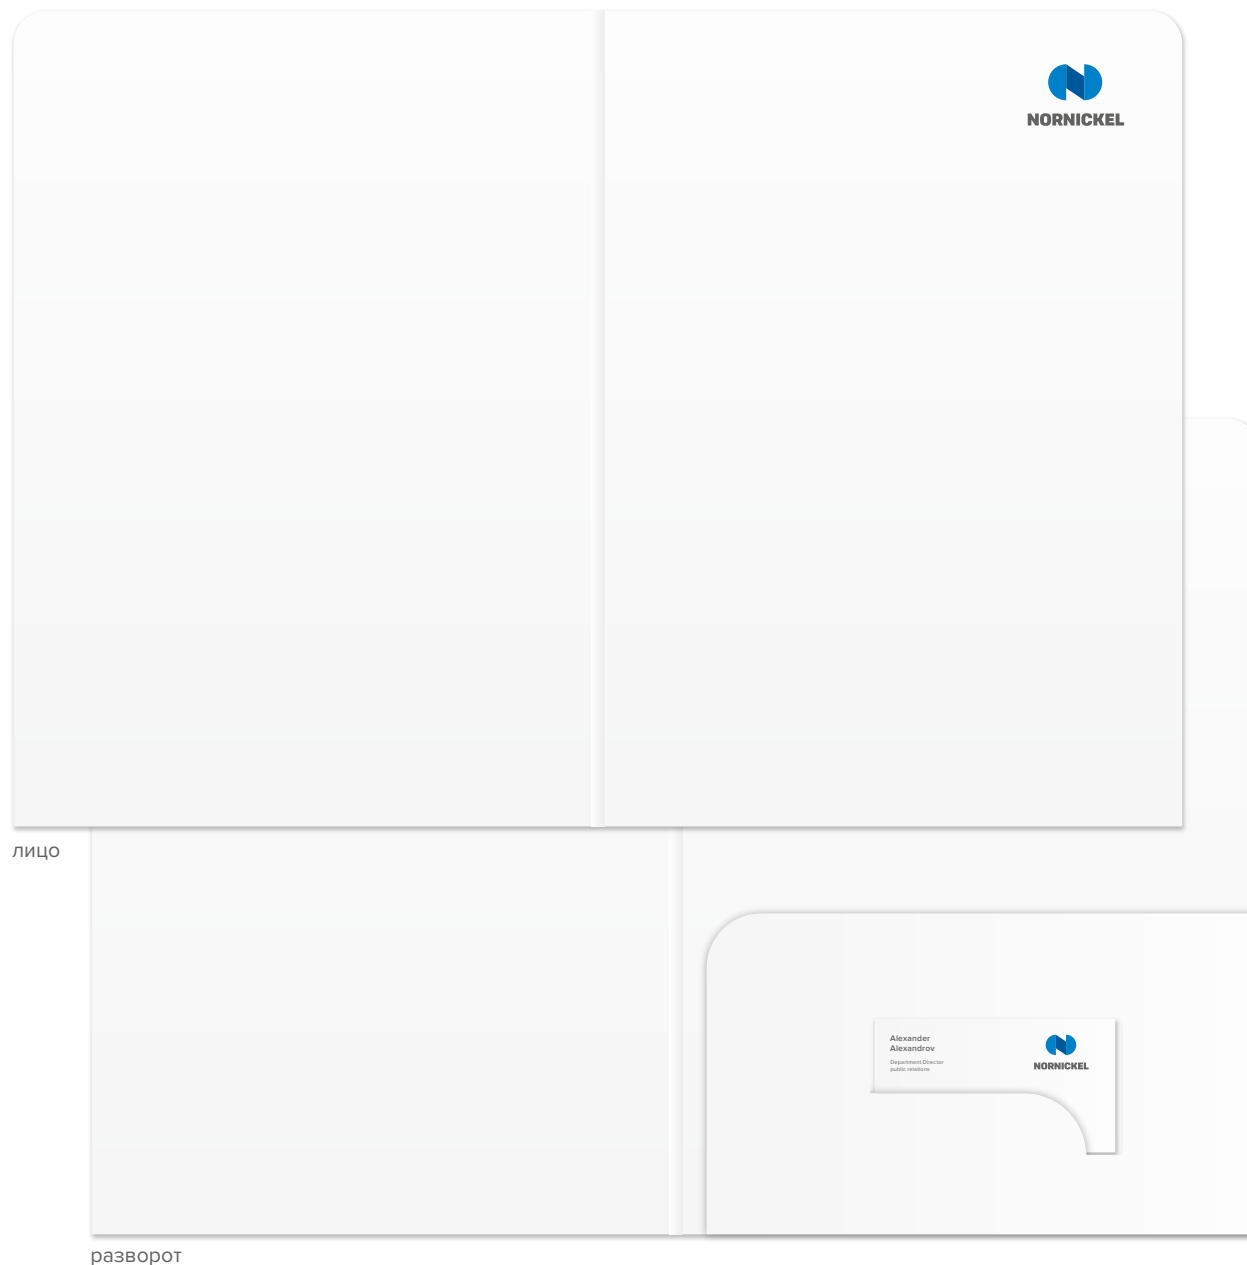 NORNICKEL
лицо
Alexander
Alexandrov
Department Director
public relations
NORNICKEL
разворот